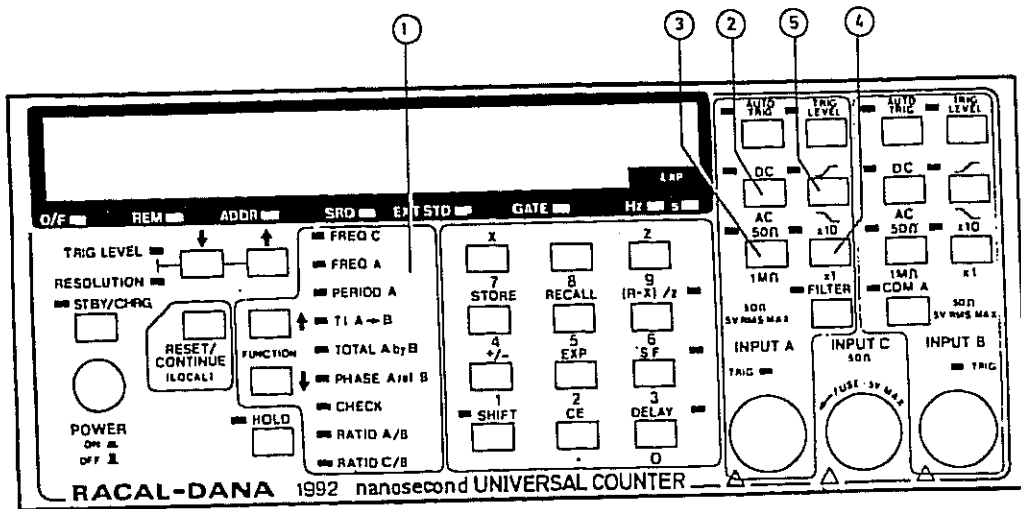 1
3
2
5
4
AUTO TRIG
TRIG LEVEL
AUTO TRIG
TRIG LEVEL
DC
DC
EXP
O/F
REM
ADDR
SRQ
EXT STD
GATE
Hz
s
AC
AC
TRIG LEVEL
RESOLUTION
STBY/CHRG
RESET/
CONTINUE
(LOCAL)
FUNCTION
HOLD
POWER
ON
OFF
FREQ C
FREQ A
PERIOD A
T.I. A→B
TOTAL A by B
PHASE A rel B
CHECK
RATIO A/B
RATIO C/B
X
Z
7
8
9
STORE
RECALL
(R-X)/Z
4
5
6
+/-
EXP
SF
1
2
3
SHIFT
CE
DELAY
.
0
50Ω
x10
50Ω
x10
1MΩ
x1
1MΩ
x1
FILTER
COM A
50Ω
5V RMS MAX
50Ω
5V RMS MAX
INPUT A
INPUT C
50Ω
INPUT B
TRIG
FUSE · 5V MAX
TRIG
RACAL-DANA 1992 nanosecond UNIVERSAL COUNTER